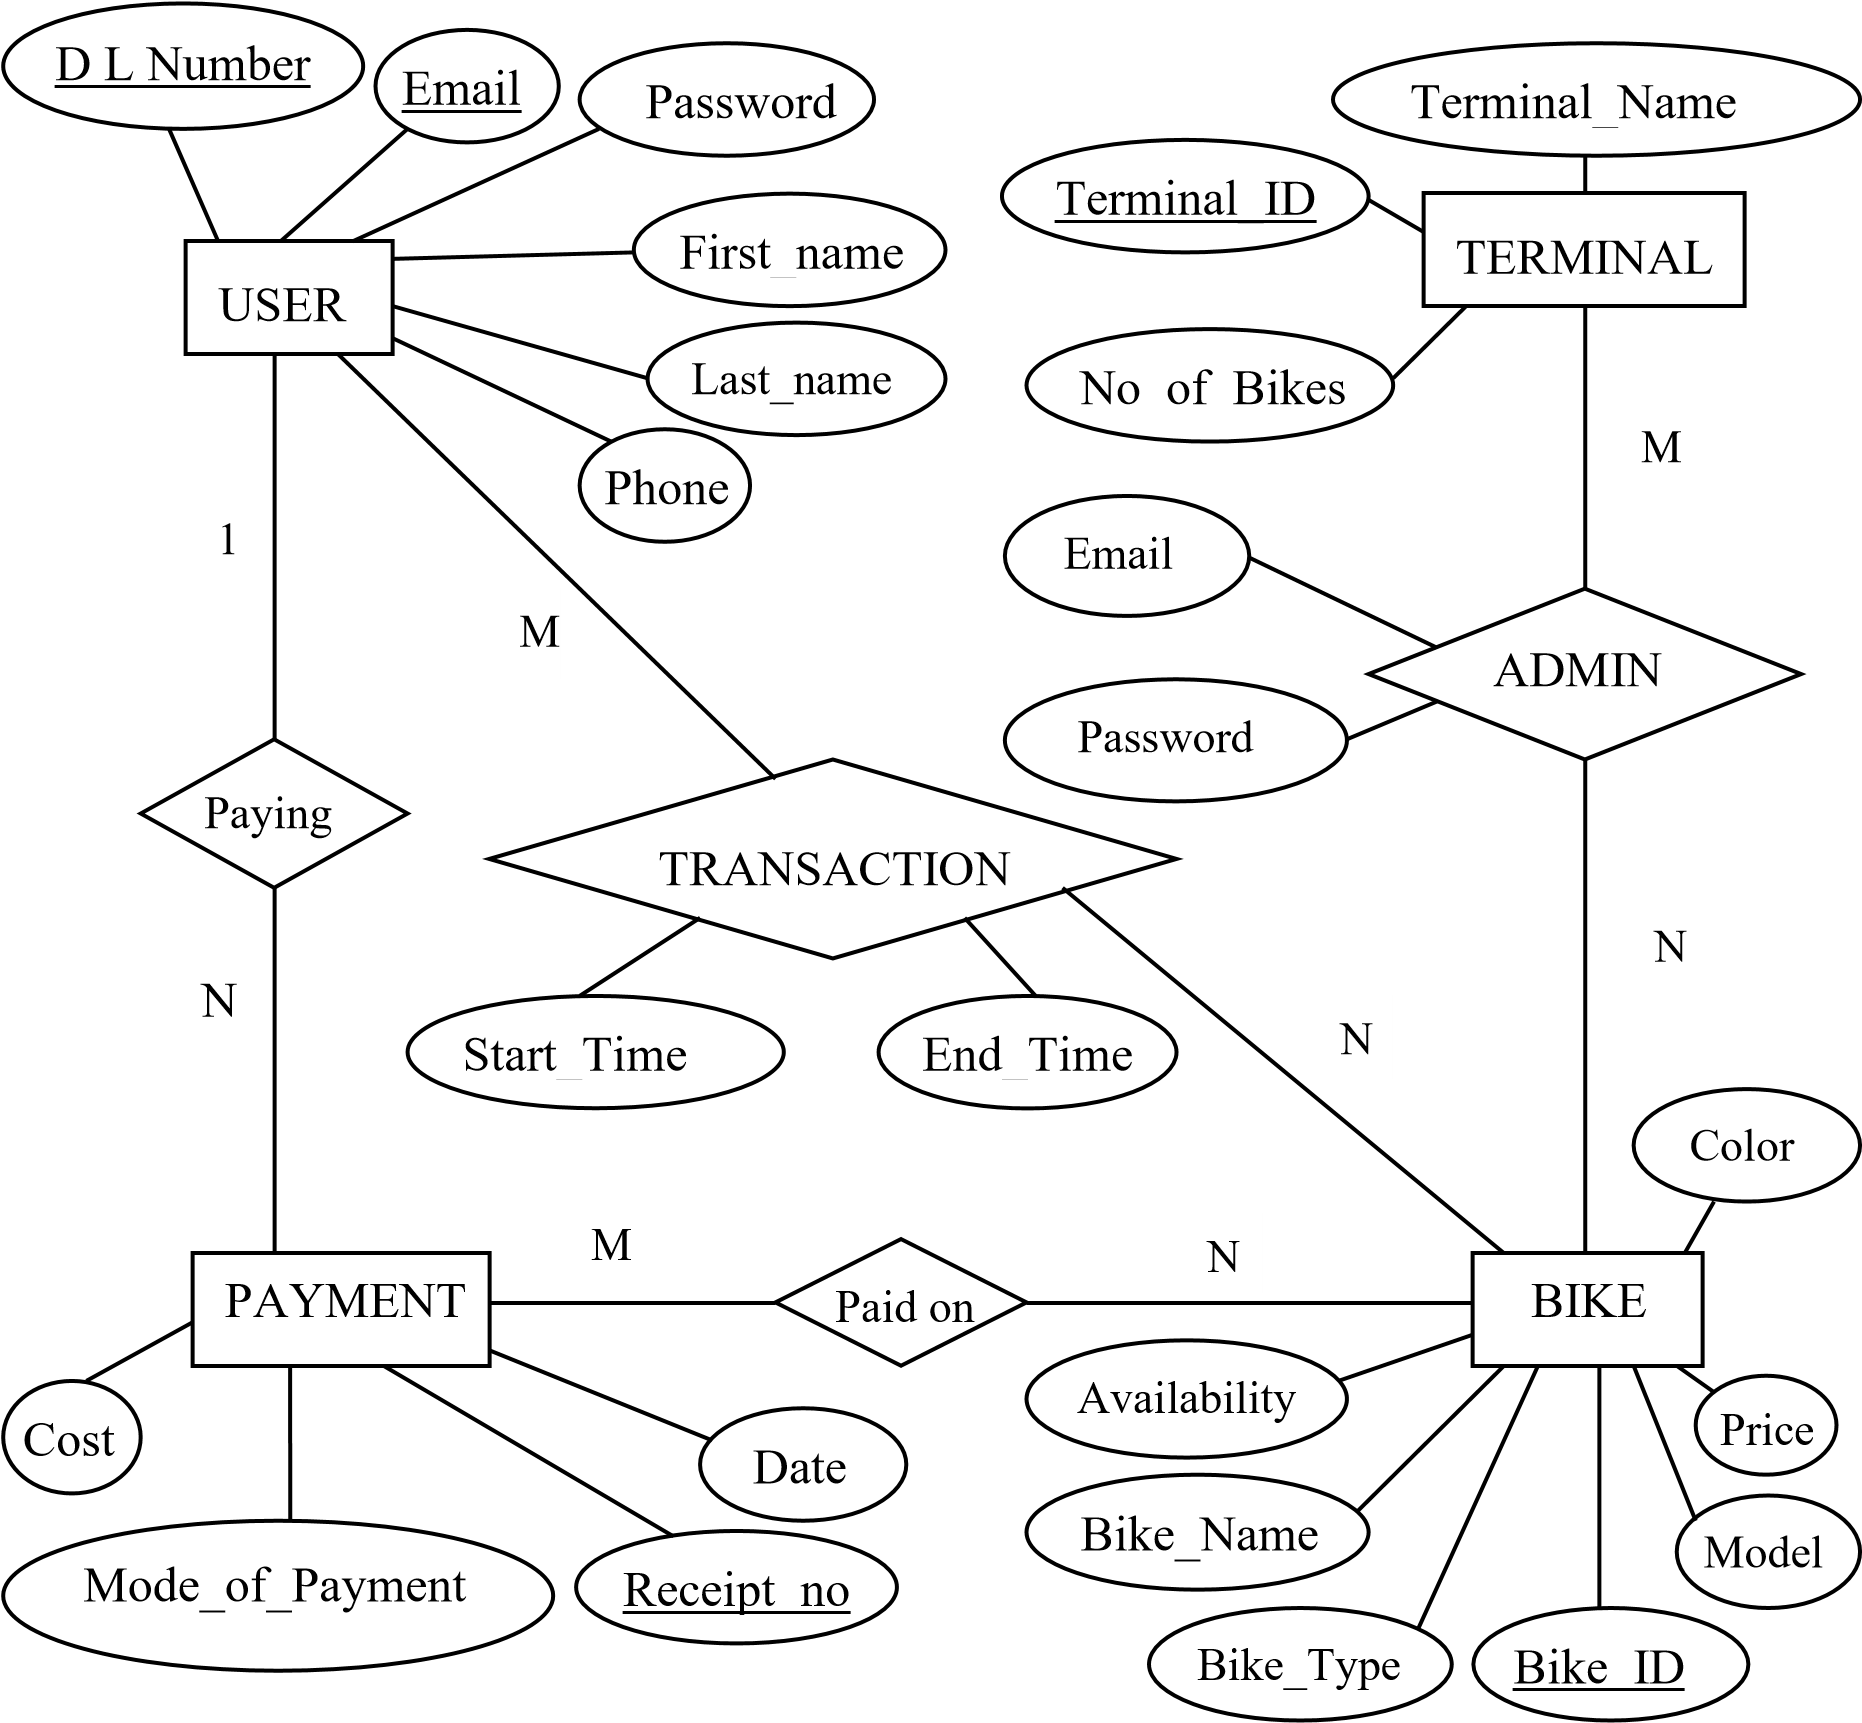 D L Number
Email
Password
Terminal_Name
Terminal_ID
First_name
TERMINAL
USER
Last_name
No of Bikes
Phone
M
1
Email
M
ADMIN
Password
Paying
TRANSACTION
N
N
Start_Time
End_Time
N
Color
M
N
PAYMENT
Paid on
BIKE
Availability
Cost
Date
Price
Bike_Name
Model
Mode_of_Payment
Receipt_no
Bike_Type
Bike_ID